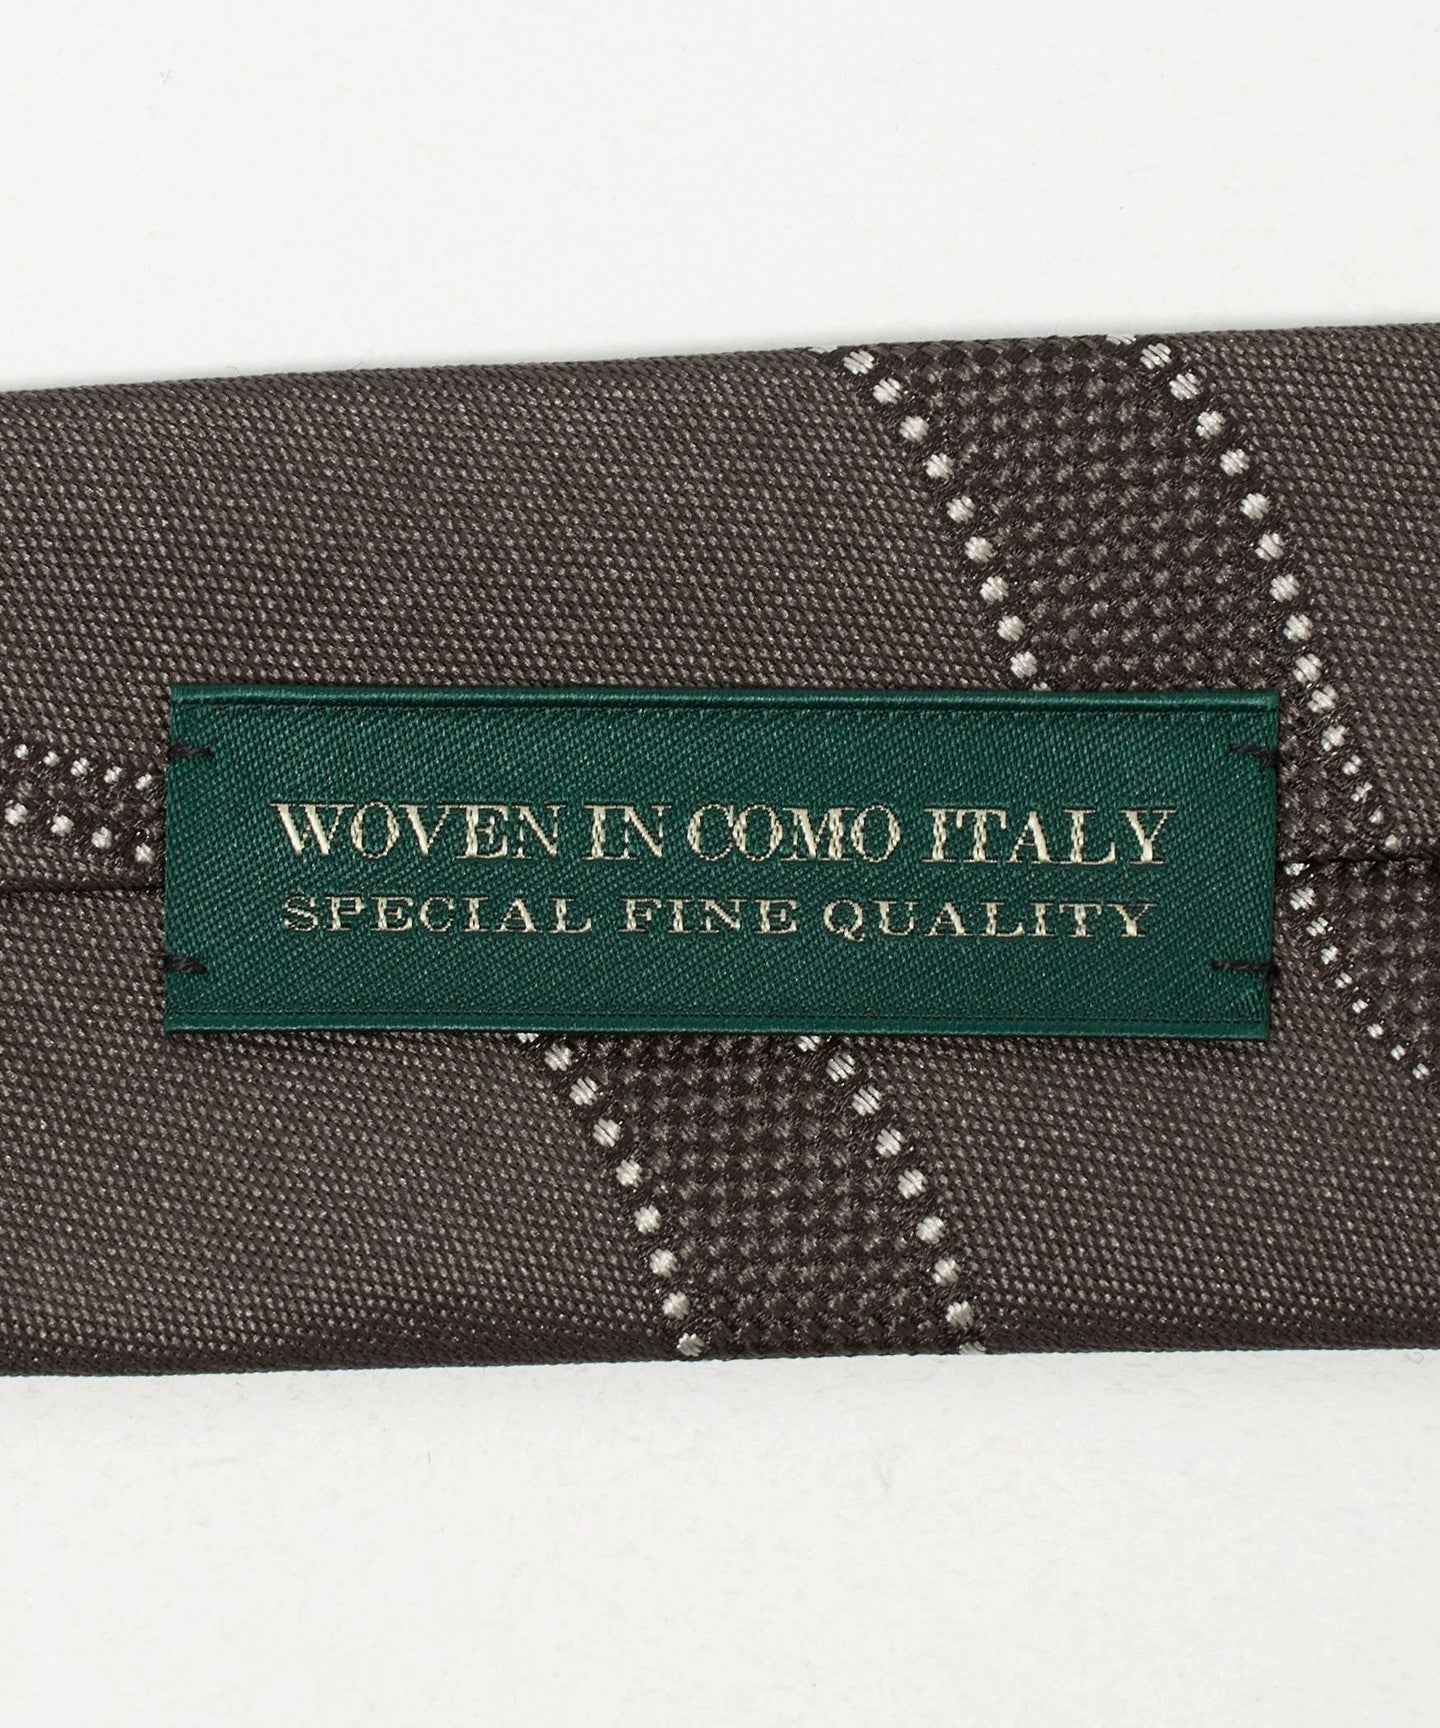 WOVEN IN COMO ITALY
SPECIAL FINE QUALITY